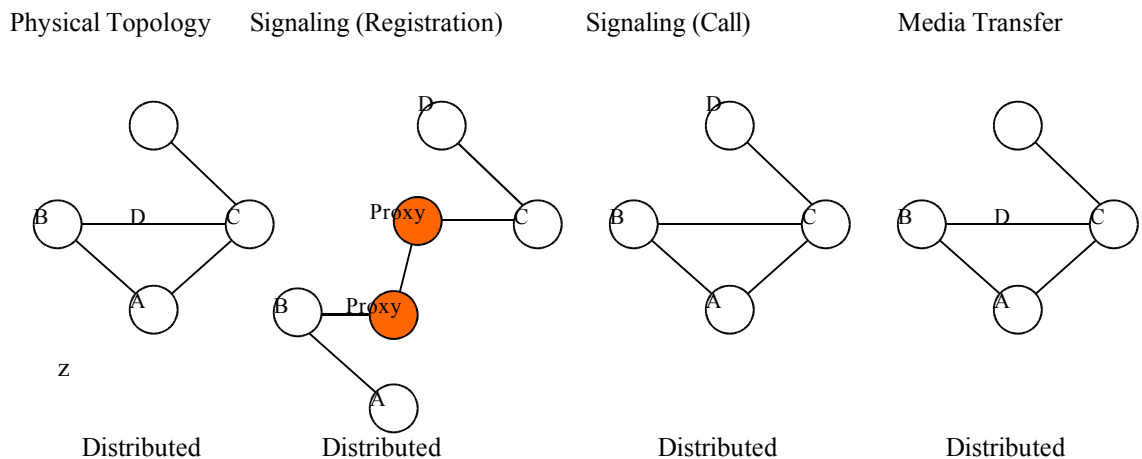 Physical Topology
Signaling (Registration)
Signaling (Call)
Media Transfer
D
D
B
D
C
Proxy
C
B
C
B
D
C
A
B
Proxy
A
A
z
A
Distributed
Distributed
Distributed
Distributed